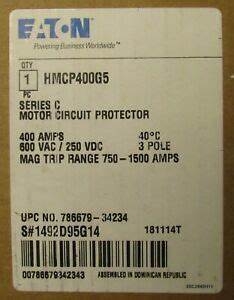 EATON
Powering Business Worldwide™
QTY
1 HMCP400G5
PC
SERIES C
MOTOR CIRCUIT PROTECTOR
400 AMPS 40°C
600 VAC / 250 VDC 3 POLE
MAG TRIP RANGE 750-1500 AMPS
UPC NO. 786679-34234
S#1492D95G14 181114T
00786679342343 ASSEMBLED IN DOMINICAN REPUBLIC